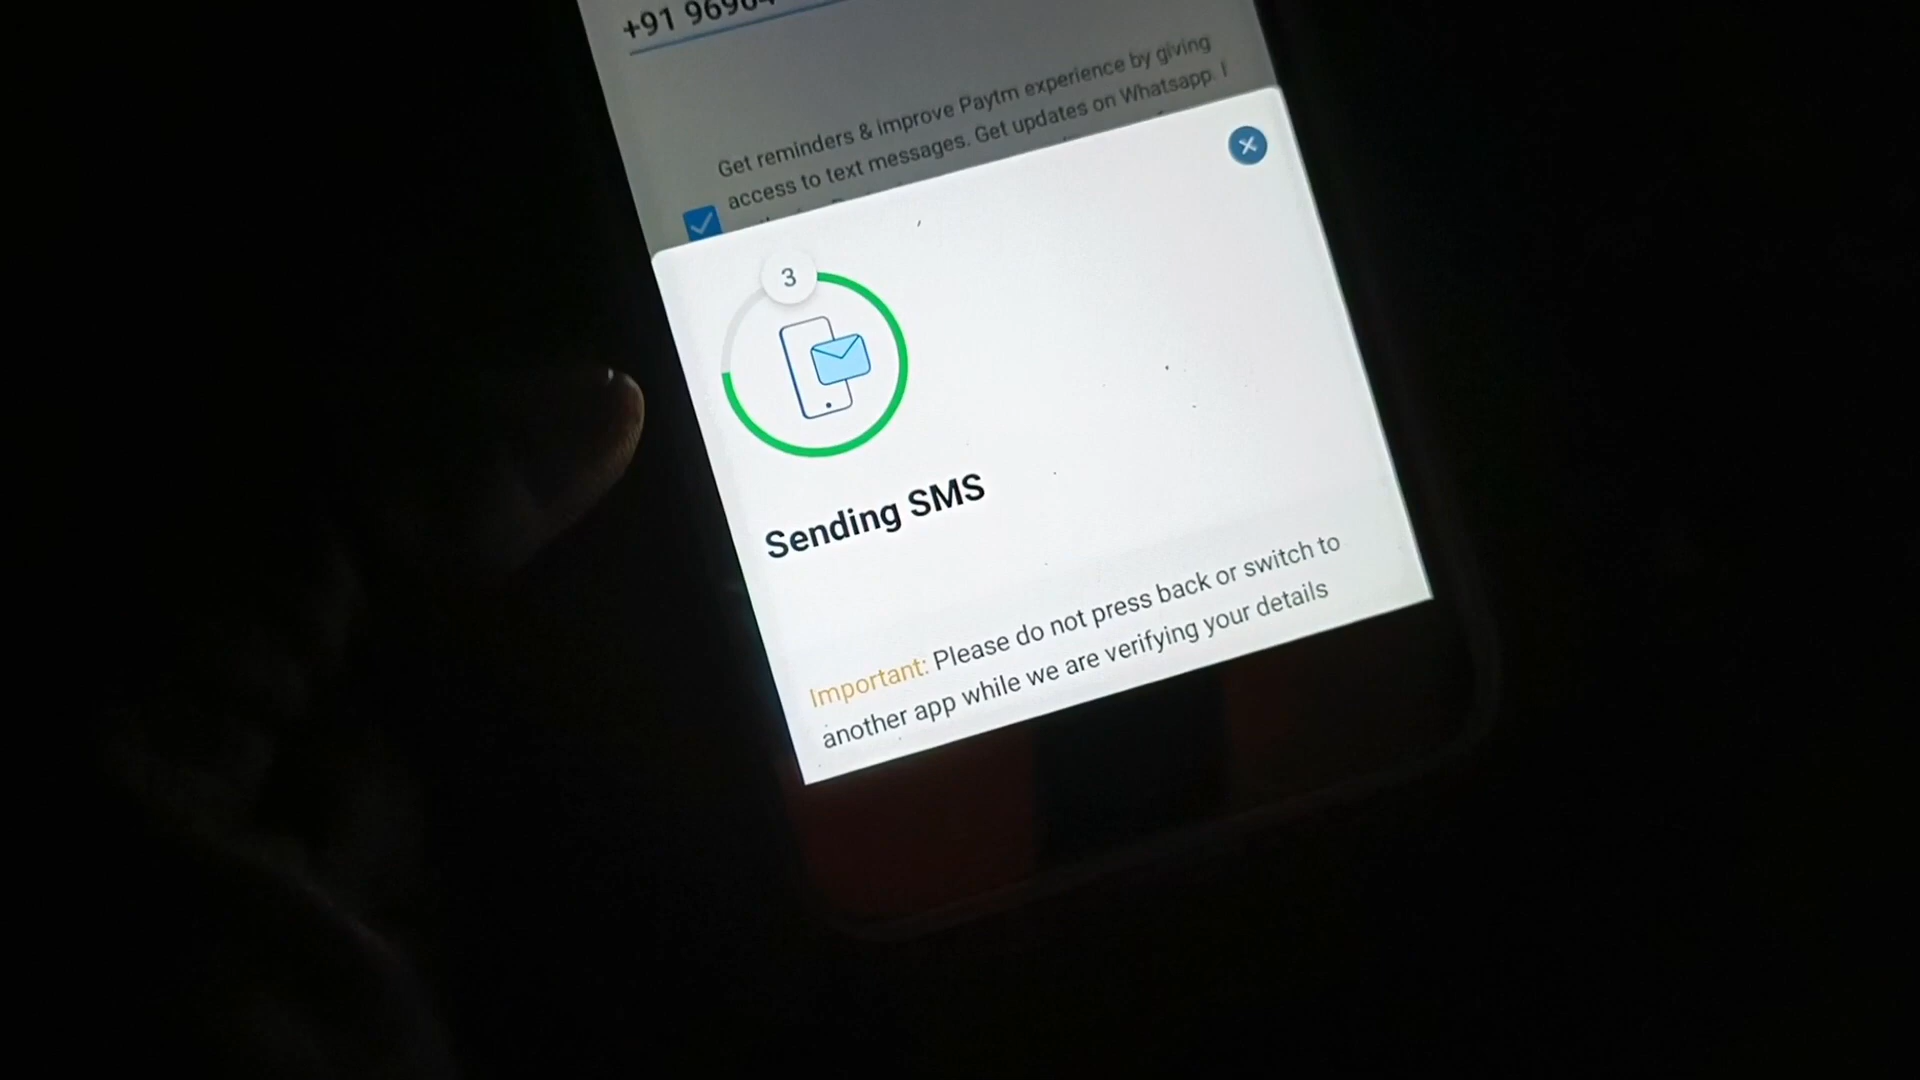 +91 96904
Get reminders & improve Paytm experience by giving
access to text messages. Get updates on Whatsapp. I
3
Sending SMS
Important: Please do not press back or switch to
another app while we are verifying your details